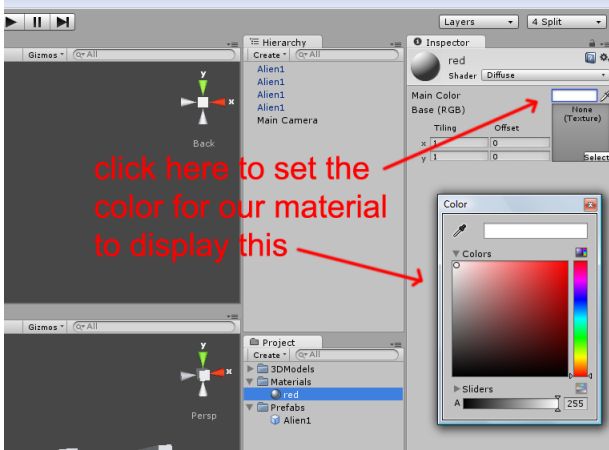 Layers
4 Split
Gizmos
All
Hierarchy
Create
All
Alien1
Alien1
Alien1
Alien1
Main Camera
y
x
Back
Inspector
red
Shader
Diffuse
Main Color
Base (RGB)
None
(Texture)
Tiling
Offset
x
1
0
y
1
0
Select
click here to set the
color for our material
to display this
Color
Colors
Sliders
A
255
Gizmos
All
y
x
Persp
Project
Create
All
3DModels
Materials
red
Prefabs
Alien1